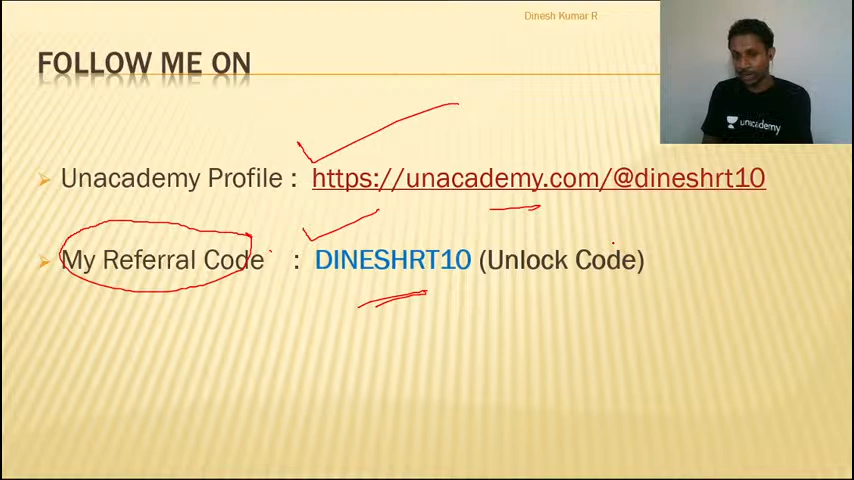 Dinesh Kumar R
FOLLOW ME ON
unacademy
Unacademy Profile : https://unacademy.com/@dineshrt10
My Referral Code : DINESHRT10 (Unlock Code)